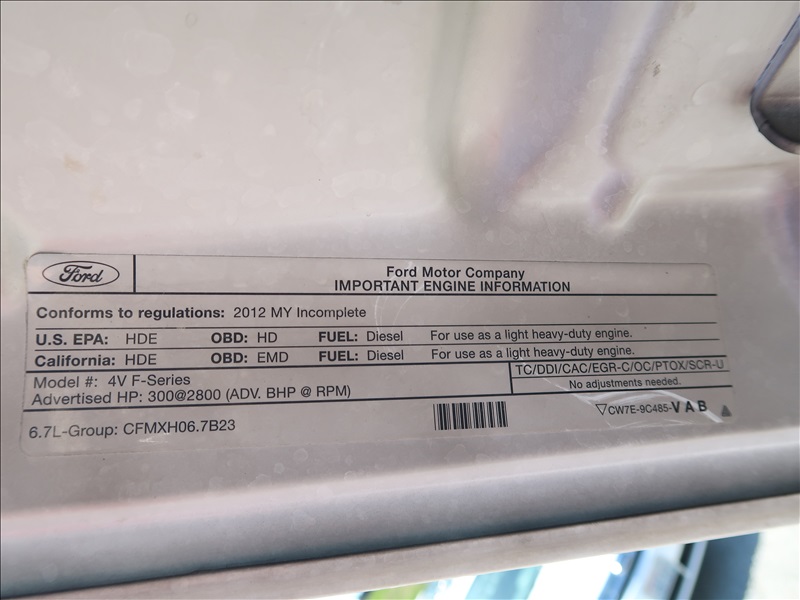 Ford
Ford Motor Company
IMPORTANT ENGINE INFORMATION
Conforms to regulations: 2012 MY Incomplete
U.S. EPA: HDE OBD: HD FUEL: Diesel For use as a light heavy-duty engine.
California: HDE OBD: EMD FUEL: Diesel For use as a light heavy-duty engine.
Model #: 4V F-Series
Advertised HP: 300@2800 (ADV. BHP @ RPM)
TC/DDI/CAC/EGR-C/OC/PTOX/SCR-U
No adjustments needed.
6.7L-Group: CFMXH06.7B23
CW7E-9C485-VAB